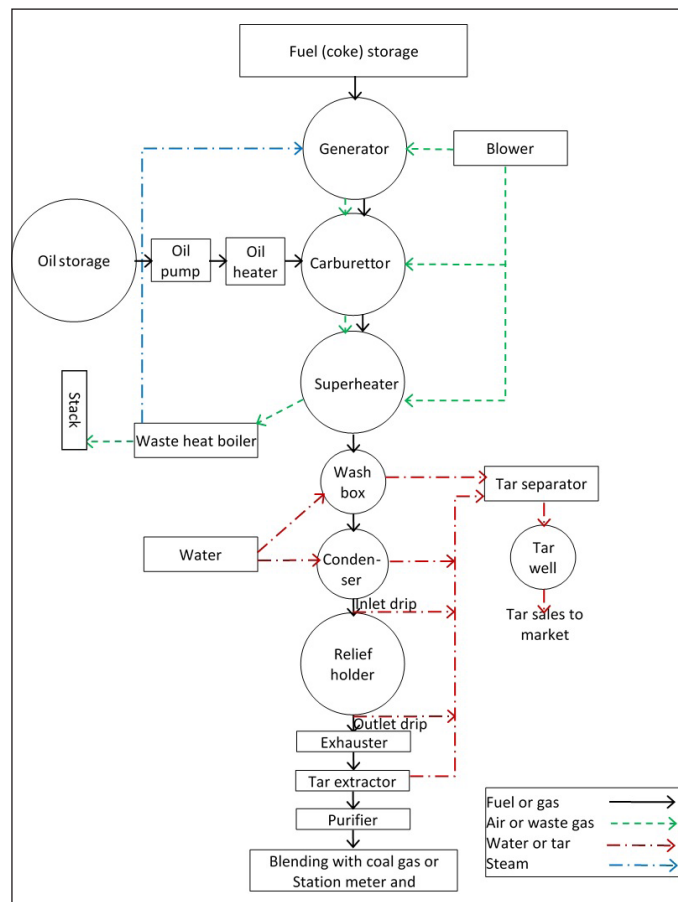 Fuel (coke) storage
Generator
Blower
Oil storage
Oil
pump
Oil
heater
Carburettor
Superheater
Stack
Waste heat boiler
Wash
box
Tar separator
Water
Conden-
ser
Tar
well
Inlet drip
Tar sales to
market
Relief
holder
Outlet drip
Exhauster
Tar extractor
Purifier
Blending with coal gas or
Station meter and
Fuel or gas
Air or waste gas
Water or tar
Steam